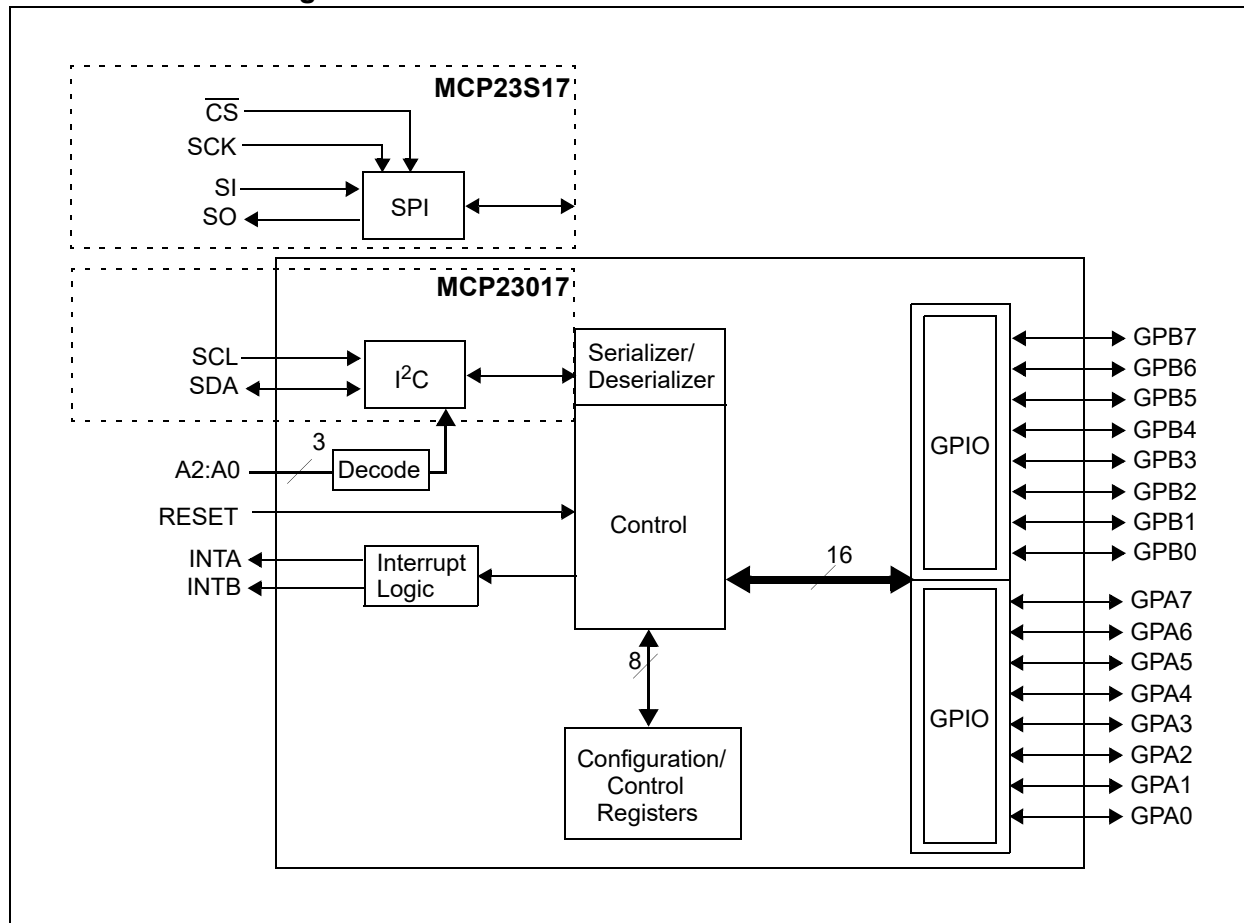 MCP23S17
CS
SCK
SI
SO
SPI
MCP23017
SCL
SDA
I²C
Serializer/
Deserializer
3
A2:A0
Decode
RESET
Control
INTA
INTB
Interrupt
Logic
16
8
Configuration/
Control
Registers
GPIO
GPB7
GPB6
GPB5
GPB4
GPB3
GPB2
GPB1
GPB0
GPIO
GPA7
GPA6
GPA5
GPA4
GPA3
GPA2
GPA1
GPA0